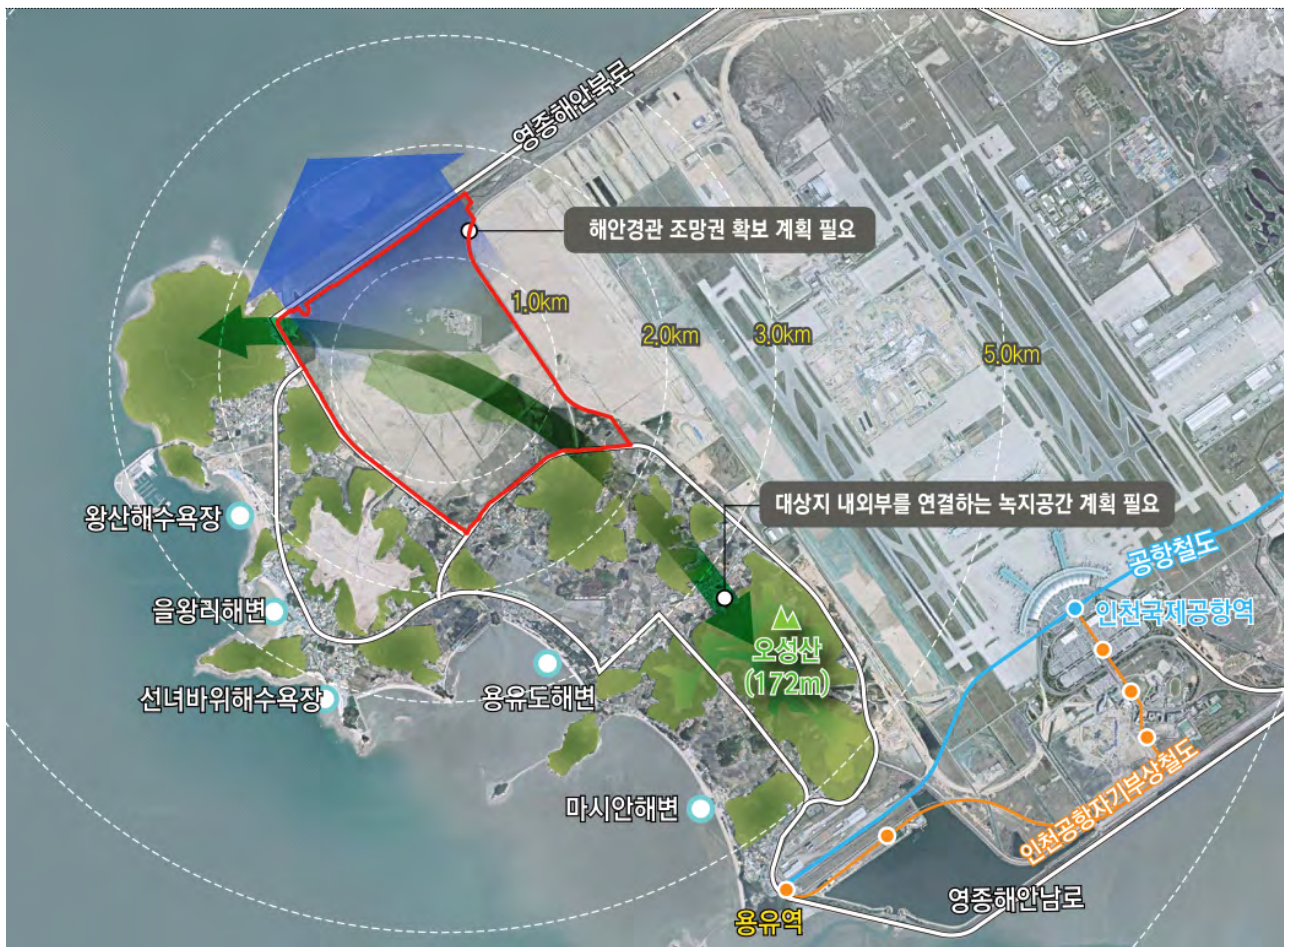 영종해안북로
해안경관 조망권 확보 계획 필요
1.0km
2.0km
3.0km
5.0km
대상지 내외부를 연결하는 녹지공간 계획 필요
왕산해수욕장
공항철도
을왕리해변
인천국제공항역
오성산
(172m)
선녀바위해수욕장
용유도해변
마시안해변
인천공항자기부상철도
영종해안남로
용유역